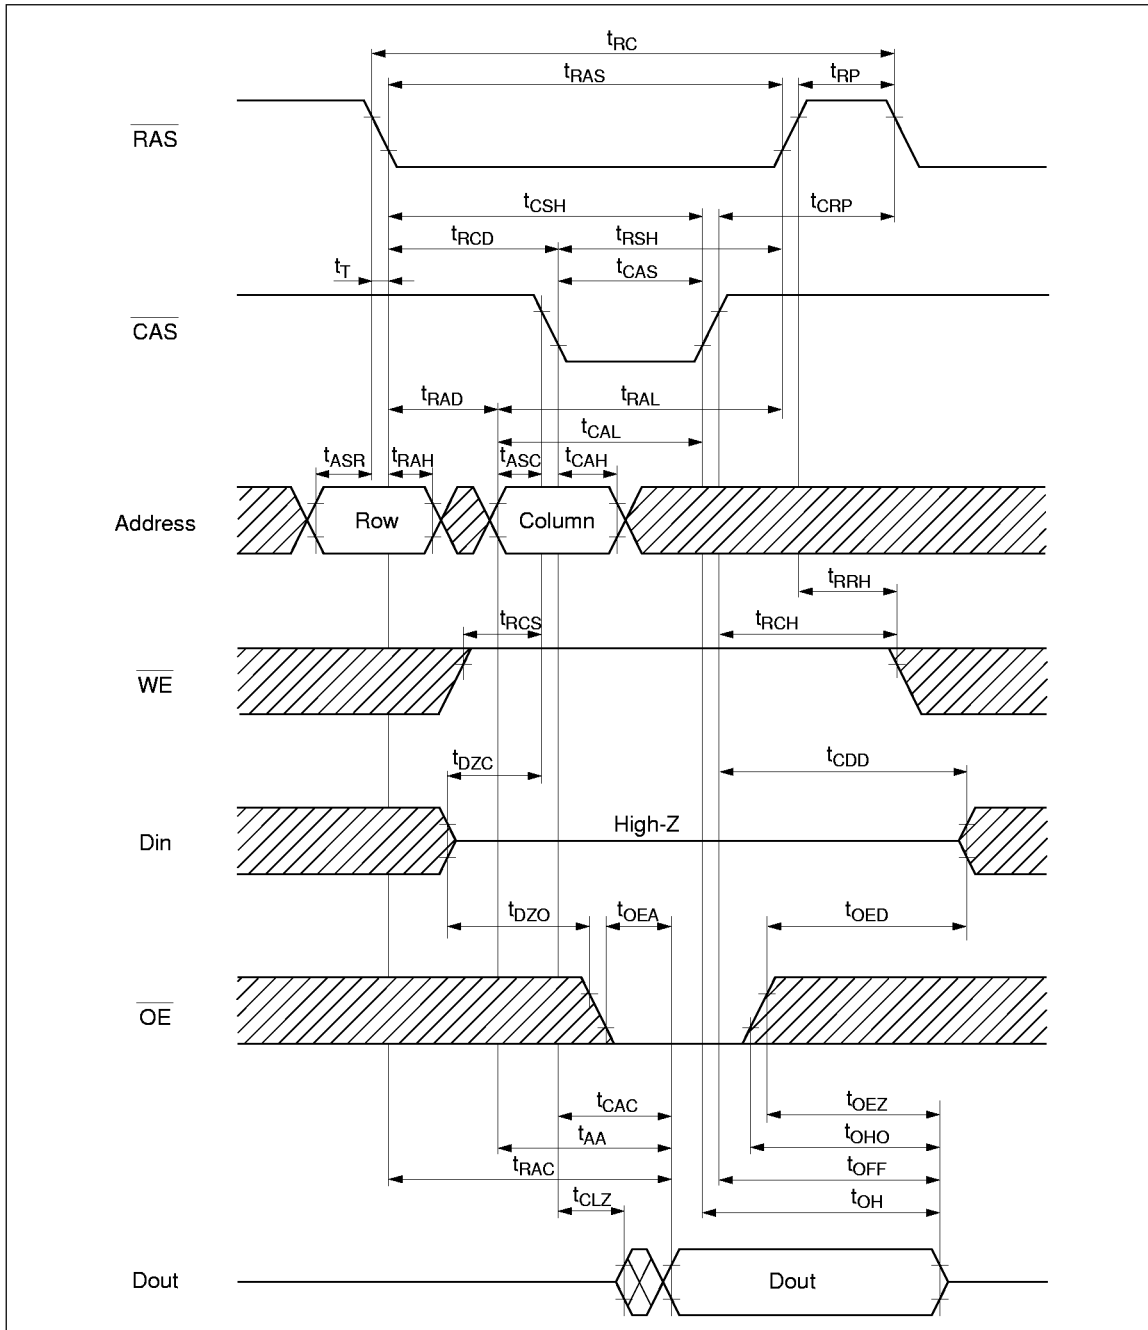 tRC
tRAS tRP
RAS
tCSH tCRP
tRCD tRSH
tT tCAS
CAS
tRAD tRAL
tCAL
tASR tRAH tASC tCAH
Address Row Column
tRRH
tRCS tRCH
WE
tDZC tCDD
High-Z
Din
tDZO tOEA tOED
OE
tCAC tOEZ
tAA tOHO
tRAC tOFF
tCLZ tOH
Dout Dout